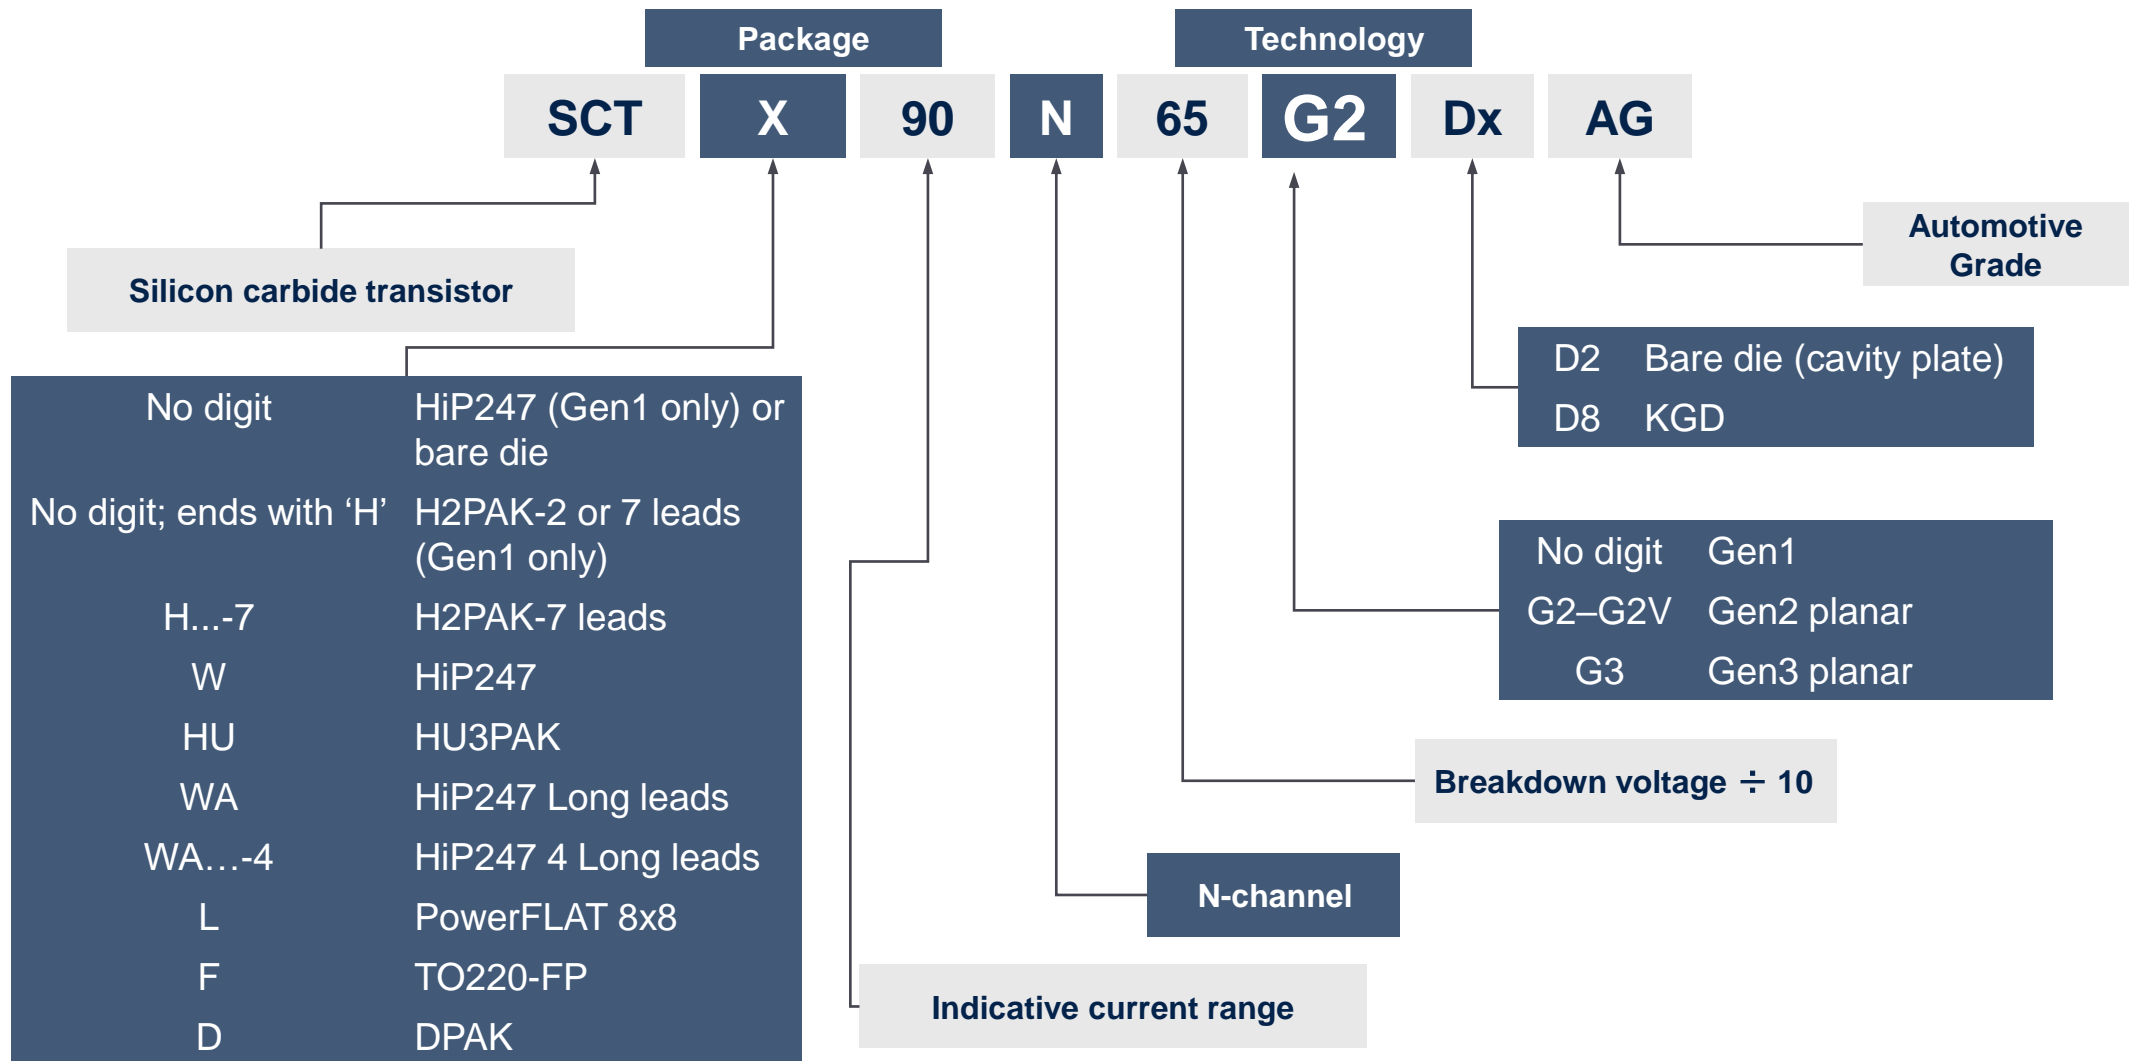 Package
Technology
SCT X 90 N 65 G2 Dx AG
Automotive
Grade
Silicon carbide transistor
D2 Bare die (cavity plate)
D8 KGD
No digit HiP247 (Gen1 only) or
bare die
No digit; ends with ‘H’ H2PAK-2 or 7 leads
(Gen1 only)
H...-7 H2PAK-7 leads
W HiP247
HU HU3PAK
WA HiP247 Long leads
WA…-4 HiP247 4 Long leads
L PowerFLAT 8x8
F TO220-FP
D DPAK
No digit Gen1
G2–G2V Gen2 planar
G3 Gen3 planar
Breakdown voltage ÷ 10
N-channel
Indicative current range